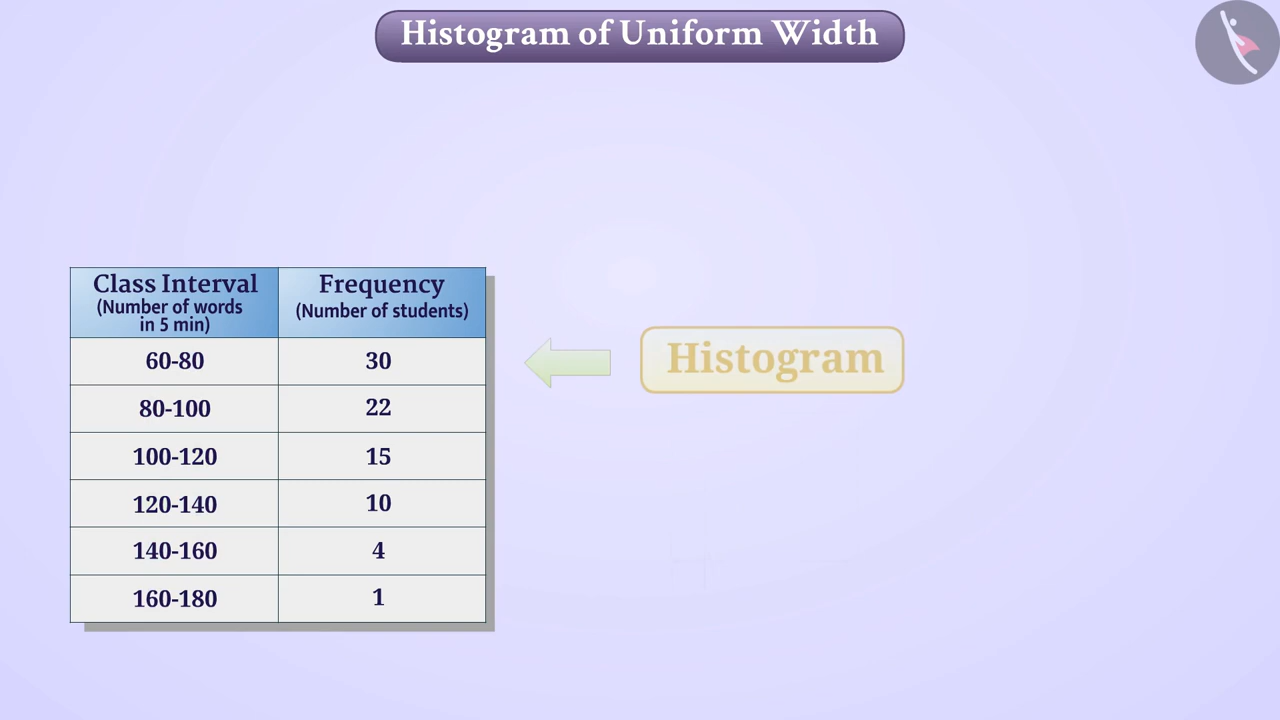 Histogram of Uniform Width
Class Interval Frequency
(Number of words (Number of students)
in 5 min)
60-80 30
80-100 22
100-120 15
120-140 10
140-160 4
160-180 1
Histogram